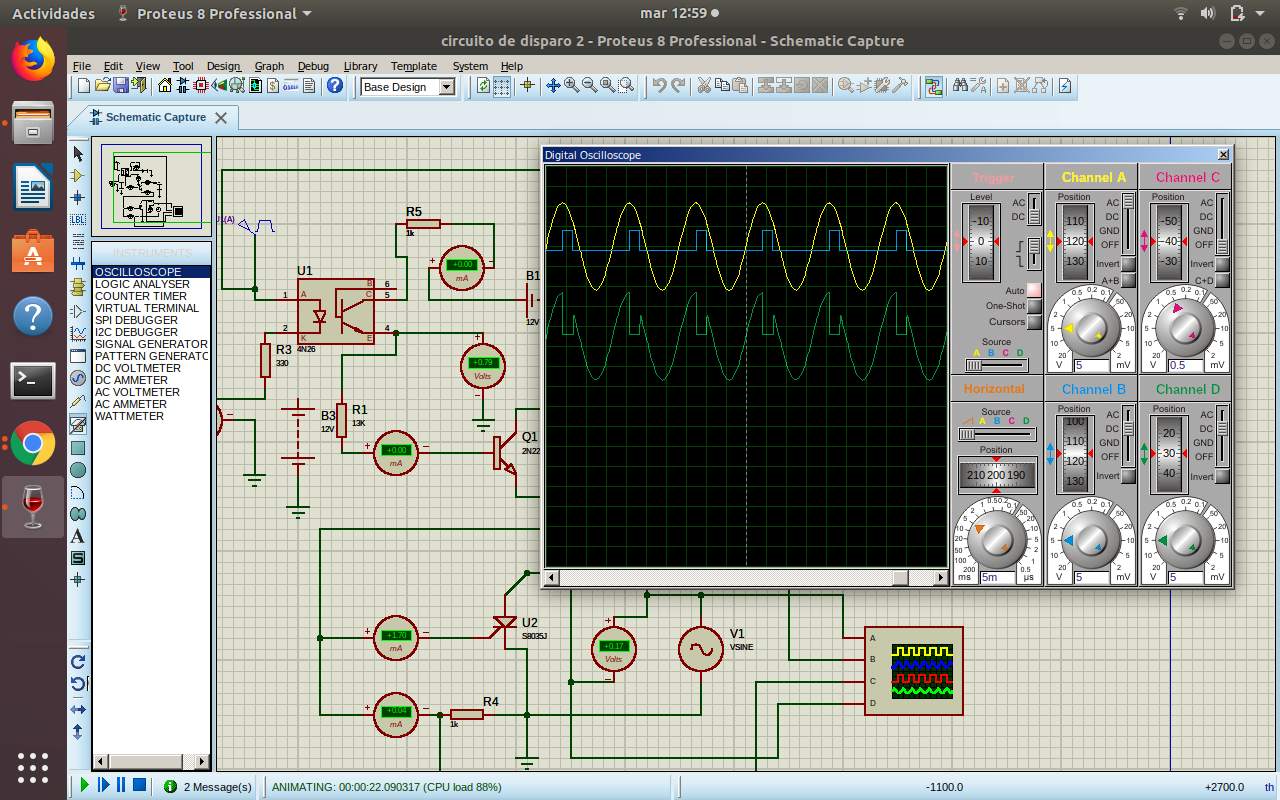 Actividades
Proteus 8 Professional
mar 12:59
circuito de disparo 2 - Proteus 8 Professional - Schematic Capture
File Edit View Tool Design Graph Debug Library Template System Help
Base Design
Schematic Capture
INSTRUMENTS
OSCILLOSCOPE
LOGIC ANALYSER
COUNTER TIMER
VIRTUAL TERMINAL
SPI DEBUGGER
I2C DEBUGGER
SIGNAL GENERATOR
PATTERN GENERATC
DC VOLTMETER
DC AMMETER
AC VOLTMETER
AC AMMETER
WATTMETER
LBL
A
S
(A)
U1
A
K
B
C
E
1
2
6
5
4
4N26
R5
1k
+0.00
mA
B1
12V
R3
330
+0.79
Volts
B3
12V
R1
13K
+0.00
mA
Q1
2N22
U2
S8035J
+1.70
mA
mA
R4
1k
+0.17
Volts
V1
VSINE
A
B
C
D
Digital Oscilloscope
Trigger
Level
-10
0
10
AC
DC
Auto
One-Shot
Cursors
Source
A B C D
Channel A
Position
110
120
130
AC
DC
GND
OFF
Invert
A+B
V 5 mV
Channel C
Position
-50
-40
-30
AC
DC
GND
OFF
Invert
C+D
V 0.5 mV
Horizontal
Source
A B C D
Position
210 200 190
ms 5m µs
Channel B
Position
100
110
120
130
AC
DC
GND
OFF
Invert
V 5 mV
Channel D
Position
20
30
40
AC
DC
GND
OFF
Invert
V 5 mV
2 Message(s)
ANIMATING: 00:00:22.090317 (CPU load 88%)
-1100.0
+2700.0
th